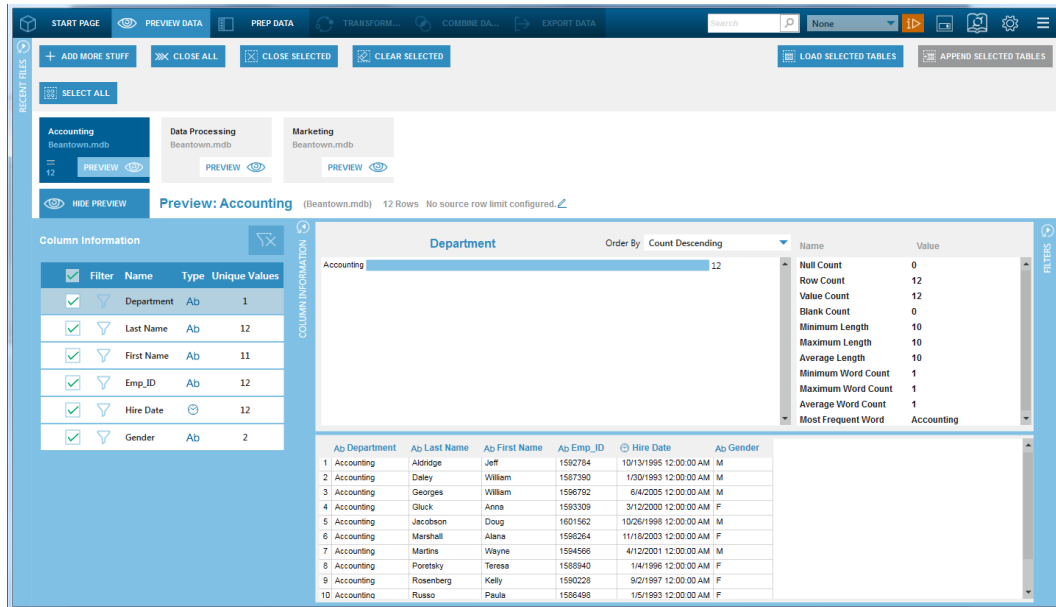 START PAGE PREVIEW DATA PREP DATA TRANSFORM... COMBINE DA... EXPORT DATA Search None
RECENT FILES
ADD MORE STUFF CLOSE ALL CLOSE SELECTED CLEAR SELECTED LOAD SELECTED TABLES APPEND SELECTED TABLES
SELECT ALL
Accounting Data Processing Marketing
Beantown.mdb Beantown.mdb Beantown.mdb
12 PREVIEW PREVIEW PREVIEW
HIDE PREVIEW Preview: Accounting (Beantown.mdb) 12 Rows No source row limit configured.
Column Information
Filter Name Type Unique Values
Department Ab 1
Last Name Ab 12
First Name Ab 11
Emp_ID Ab 12
Hire Date 12
Gender Ab 2
COLUMN INFORMATION
Department Order By Count Descending
Accounting 12
Name Value
Null Count 0
Row Count 12
Value Count 12
Blank Count 0
Minimum Length 10
Maximum Length 10
Average Length 10
Minimum Word Count 1
Maximum Word Count 1
Average Word Count 1
Most Frequent Word Accounting
FILTERS
Ab Department Ab Last Name Ab First Name Ab Emp_ID Hire Date Ab Gender
1 Accounting Aldridge Jeff 1592784 10/13/1995 12:00:00 AM M
2 Accounting Daley William 1587390 1/30/1993 12:00:00 AM M
3 Accounting Georges William 1596792 6/4/2005 12:00:00 AM M
4 Accounting Gluck Anna 1593309 3/12/2000 12:00:00 AM F
5 Accounting Jacobson Doug 1601562 10/26/1998 12:00:00 AM M
6 Accounting Marshall Alana 1598264 11/18/2003 12:00:00 AM F
7 Accounting Martins Wayne 1594566 4/12/2001 12:00:00 AM M
8 Accounting Poretsky Teresa 1588940 1/4/1996 12:00:00 AM F
9 Accounting Rosenberg Kelly 1590228 9/2/1997 12:00:00 AM F
10 Accounting Russo Paula 1586498 1/5/1993 12:00:00 AM F